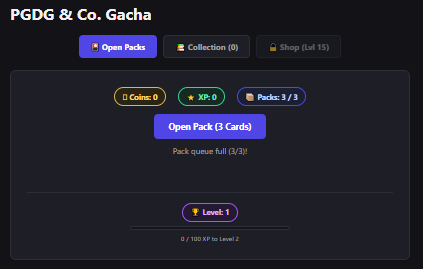 PGDG & Co. Gacha
Open Packs
Collection (0)
Shop (Lvl 15)
Coins: 0
XP: 0
Packs: 3 / 3
Open Pack (3 Cards)
Pack queue full (3/3)!
Level: 1
0 / 100 XP to Level 2